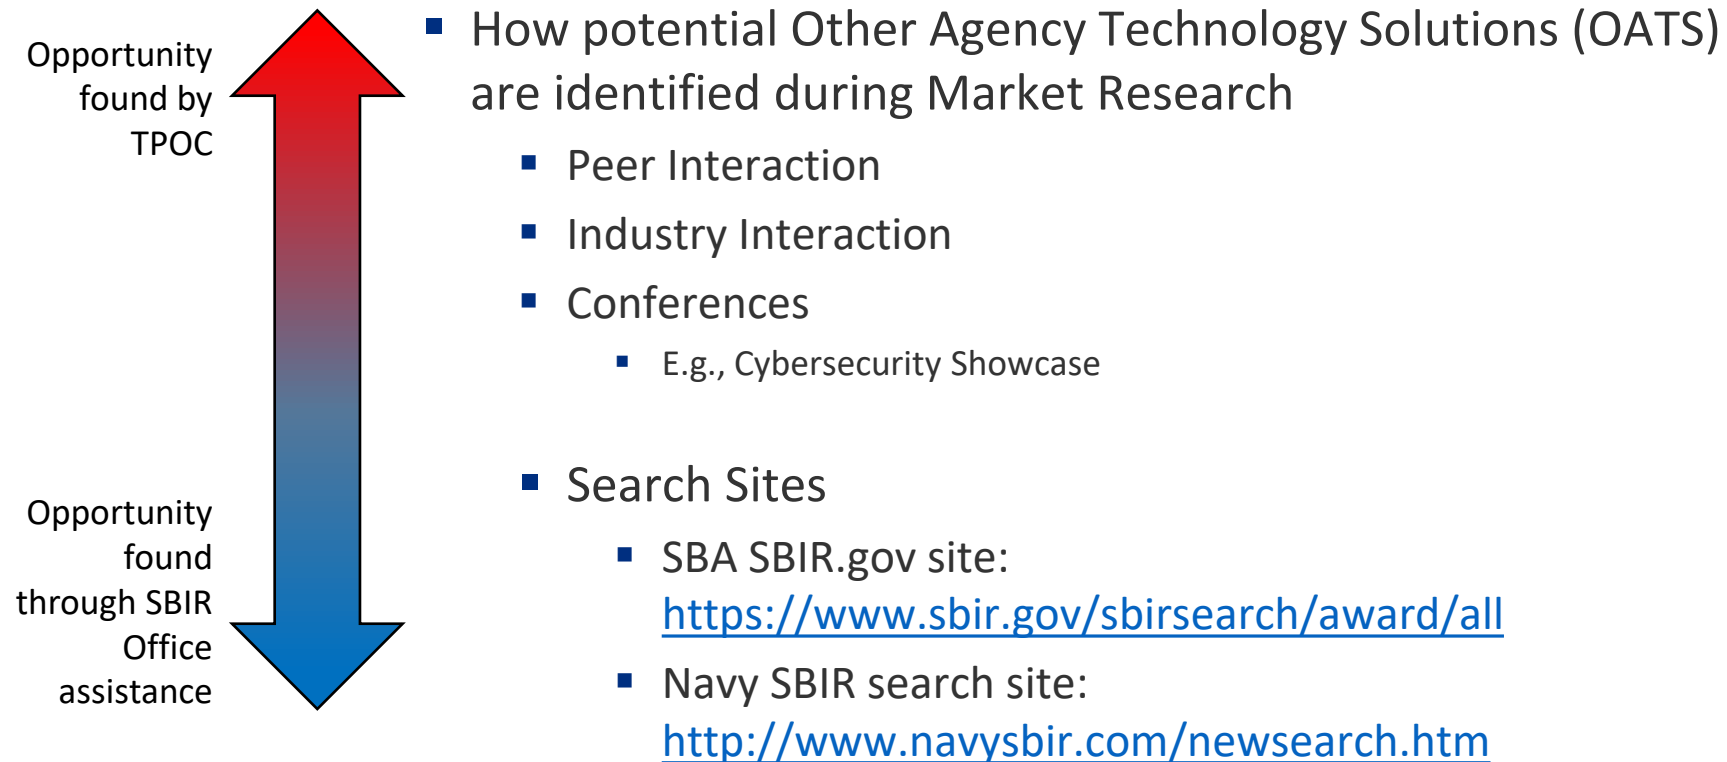 Opportunity
found by
TPOC
Opportunity
found
through SBIR
Office
assistance
▪ How potential Other Agency Technology Solutions (OATS)
are identified during Market Research
▪ Peer Interaction
▪ Industry Interaction
▪ Conferences
▪ E.g., Cybersecurity Showcase
▪ Search Sites
▪ SBA SBIR.gov site:
https://www.sbir.gov/sbirsearch/award/all
▪ Navy SBIR search site:
http://www.navysbir.com/newsearch.htm